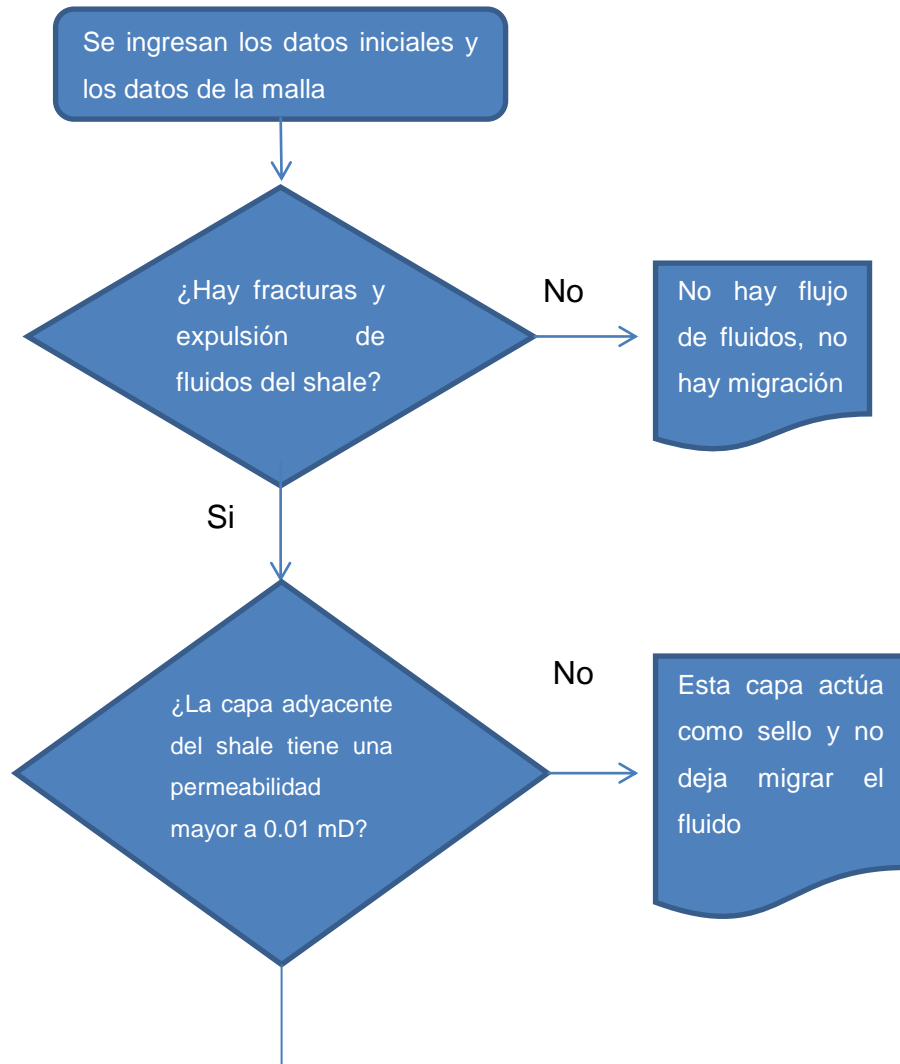 Se ingresan los datos iniciales y
los datos de la malla
¿Hay fracturas y
expulsión de
fluidos del shale?
No
No hay flujo
de fluidos, no
hay migración
Si
¿La capa adyacente
del shale tiene una
permeabilidad
mayor a 0.01 mD?
No
Esta capa actúa
como sello y no
deja migrar el
fluido